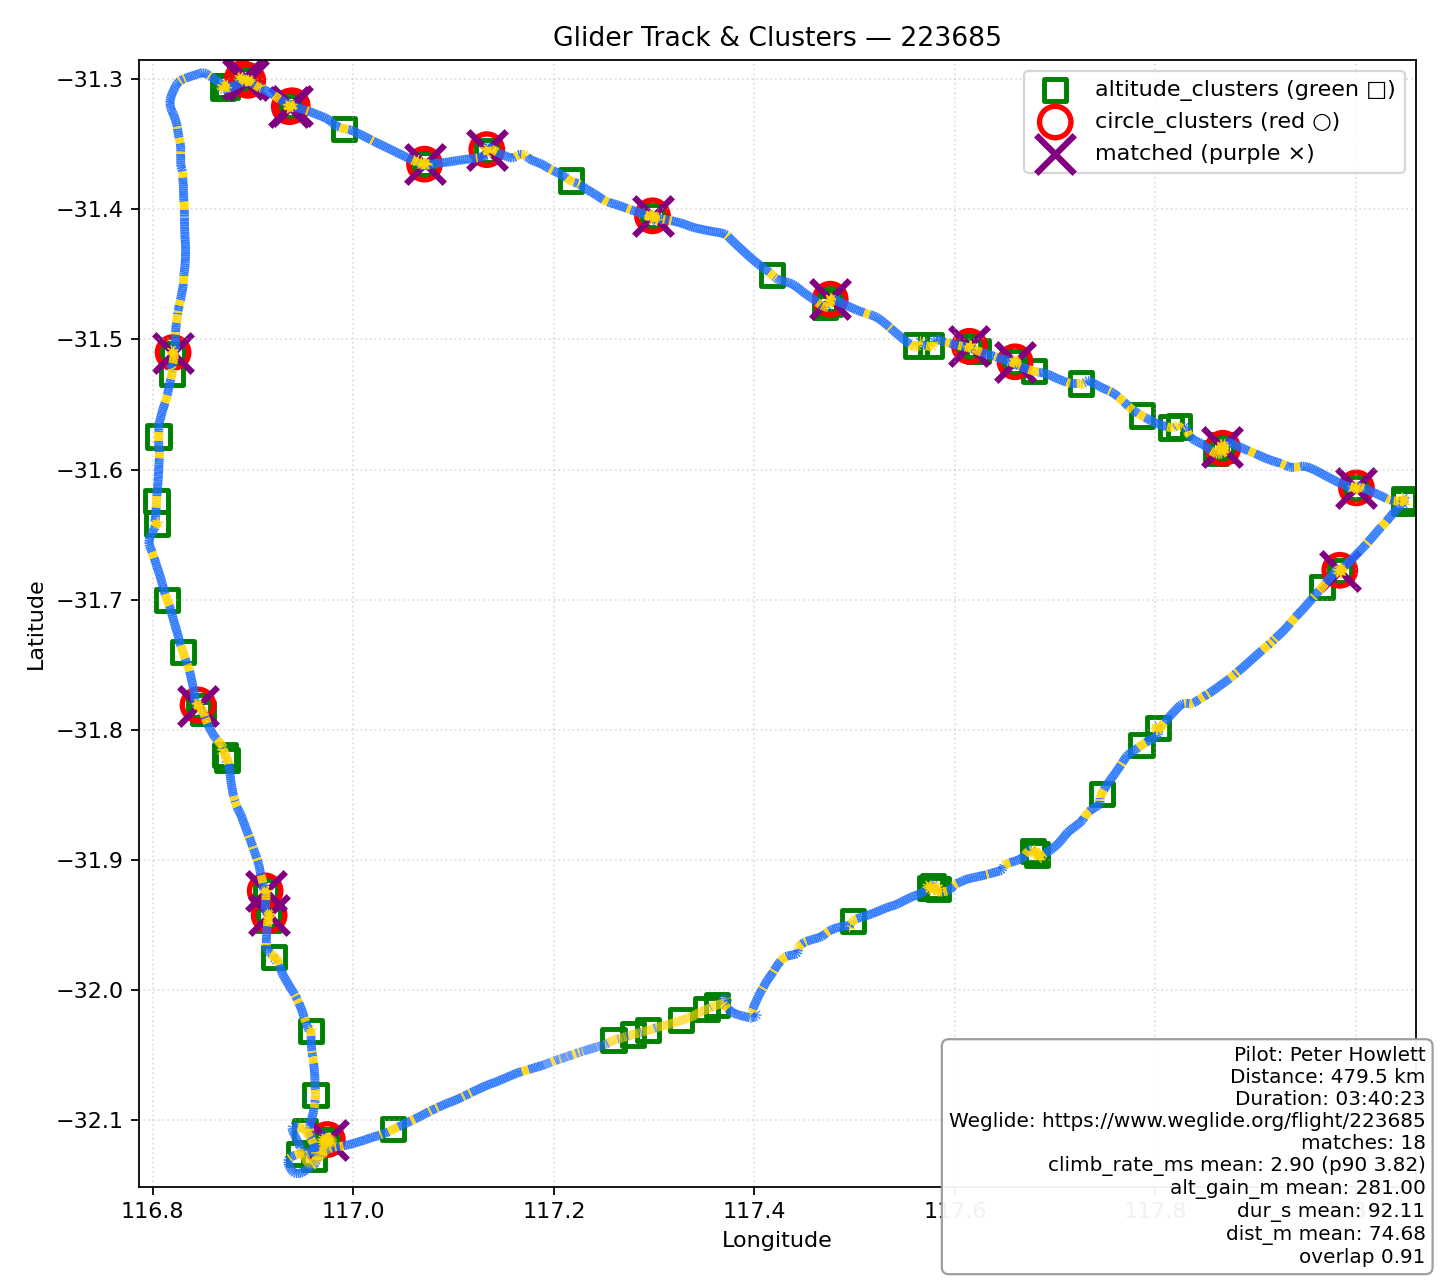 Glider Track & Clusters — 223685
altitude_clusters (green □)
circle_clusters (red ○)
matched (purple ×)
Latitude
−31.3
−31.4
−31.5
−31.6
−31.7
−31.8
−31.9
−32.0
−32.1
116.8
117.0
117.2
117.4
117.6
117.8
Longitude
Pilot: Peter Howlett
Distance: 479.5 km
Duration: 03:40:23
Weglide: https://www.weglide.org/flight/223685
matches: 18
climb_rate_ms mean: 2.90 (p90 3.82)
alt_gain_m mean: 281.00
dur_s mean: 92.11
dist_m mean: 74.68
overlap 0.91